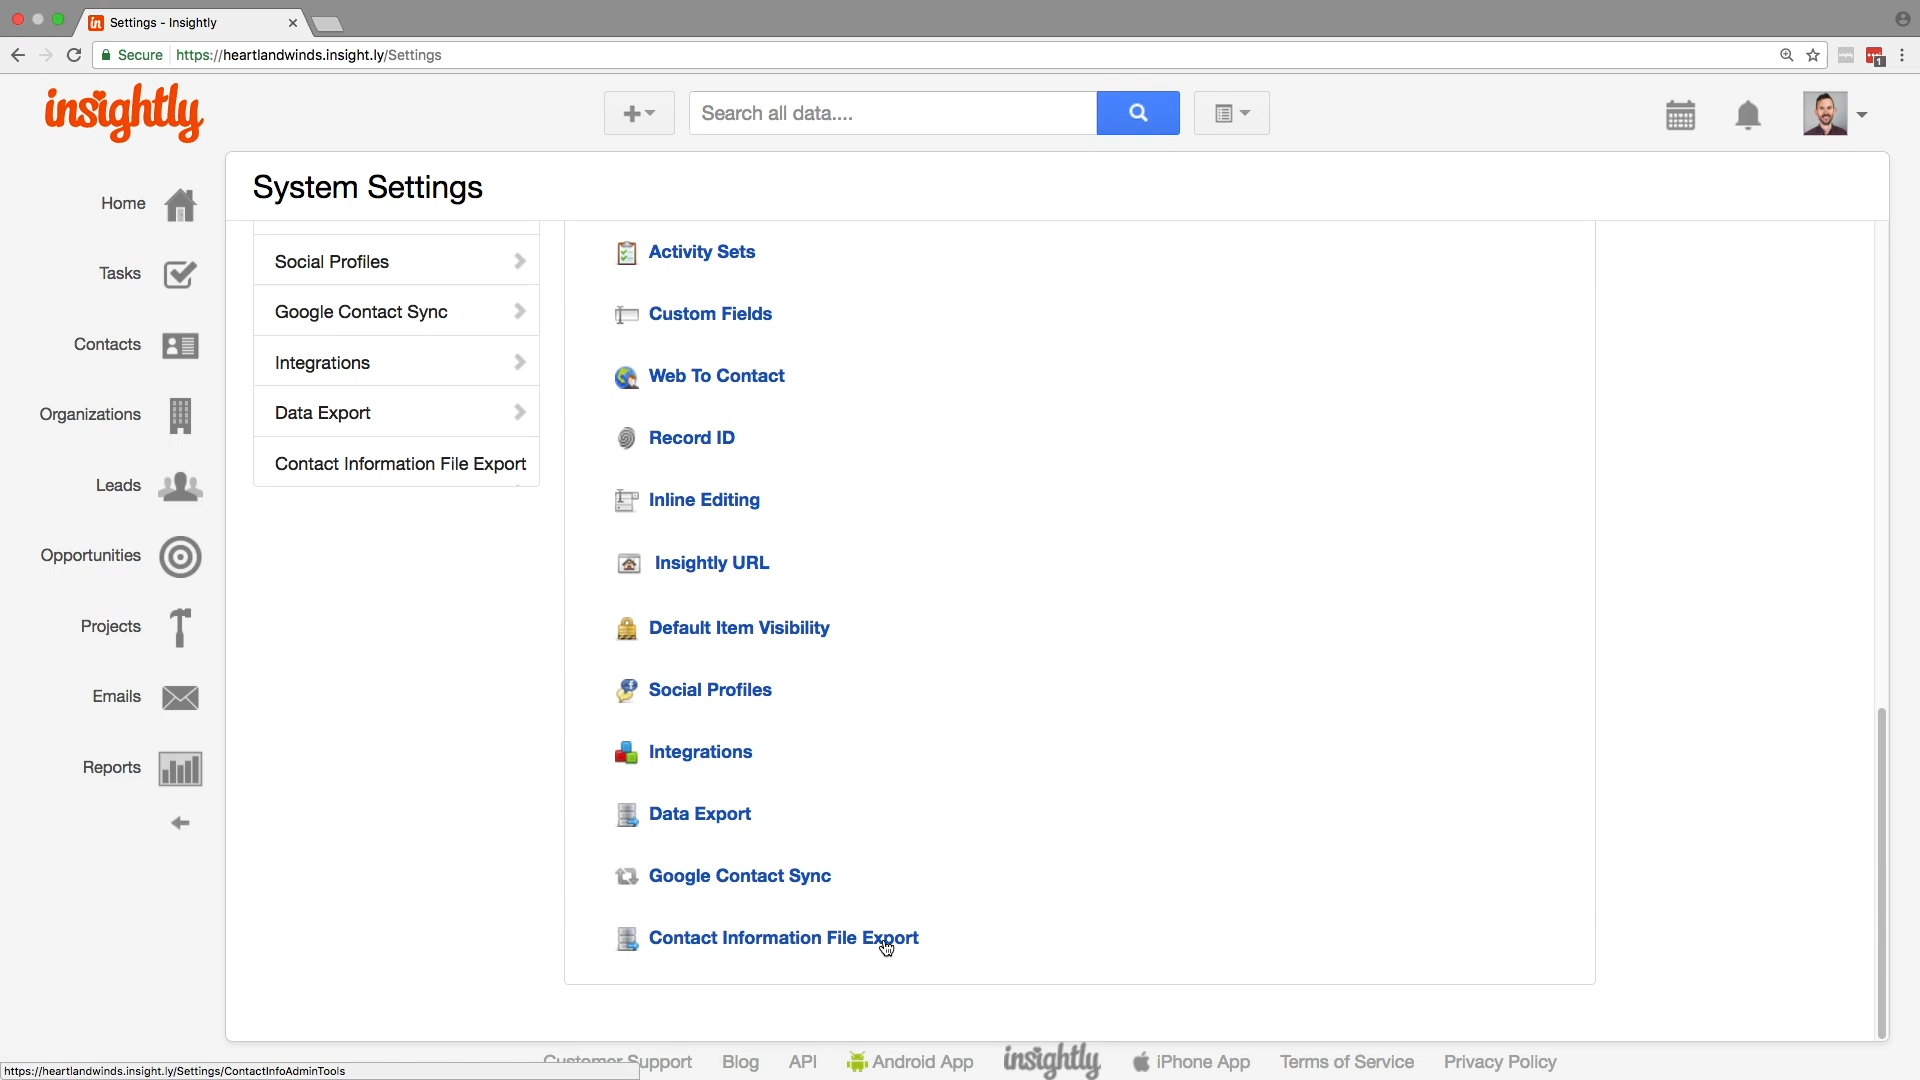 Settings - Insightly
Secure https://heartlandwinds.insight.ly/Settings
1
insightly
Search all data....
System Settings
Home
Tasks
Contacts
Organizations
Leads
Opportunities
Projects
Emails
Reports
Social Profiles
Google Contact Sync
Integrations
Data Export
Contact Information File Export
Activity Sets
Custom Fields
Web To Contact
Record ID
Inline Editing
Insightly URL
Default Item Visibility
Social Profiles
Integrations
Data Export
Google Contact Sync
Contact Information File Export
Customer Support Blog API Android App insightly iPhone App Terms of Service Privacy Policy
https://heartlandwinds.insight.ly/Settings/ContactInfoAdminTools